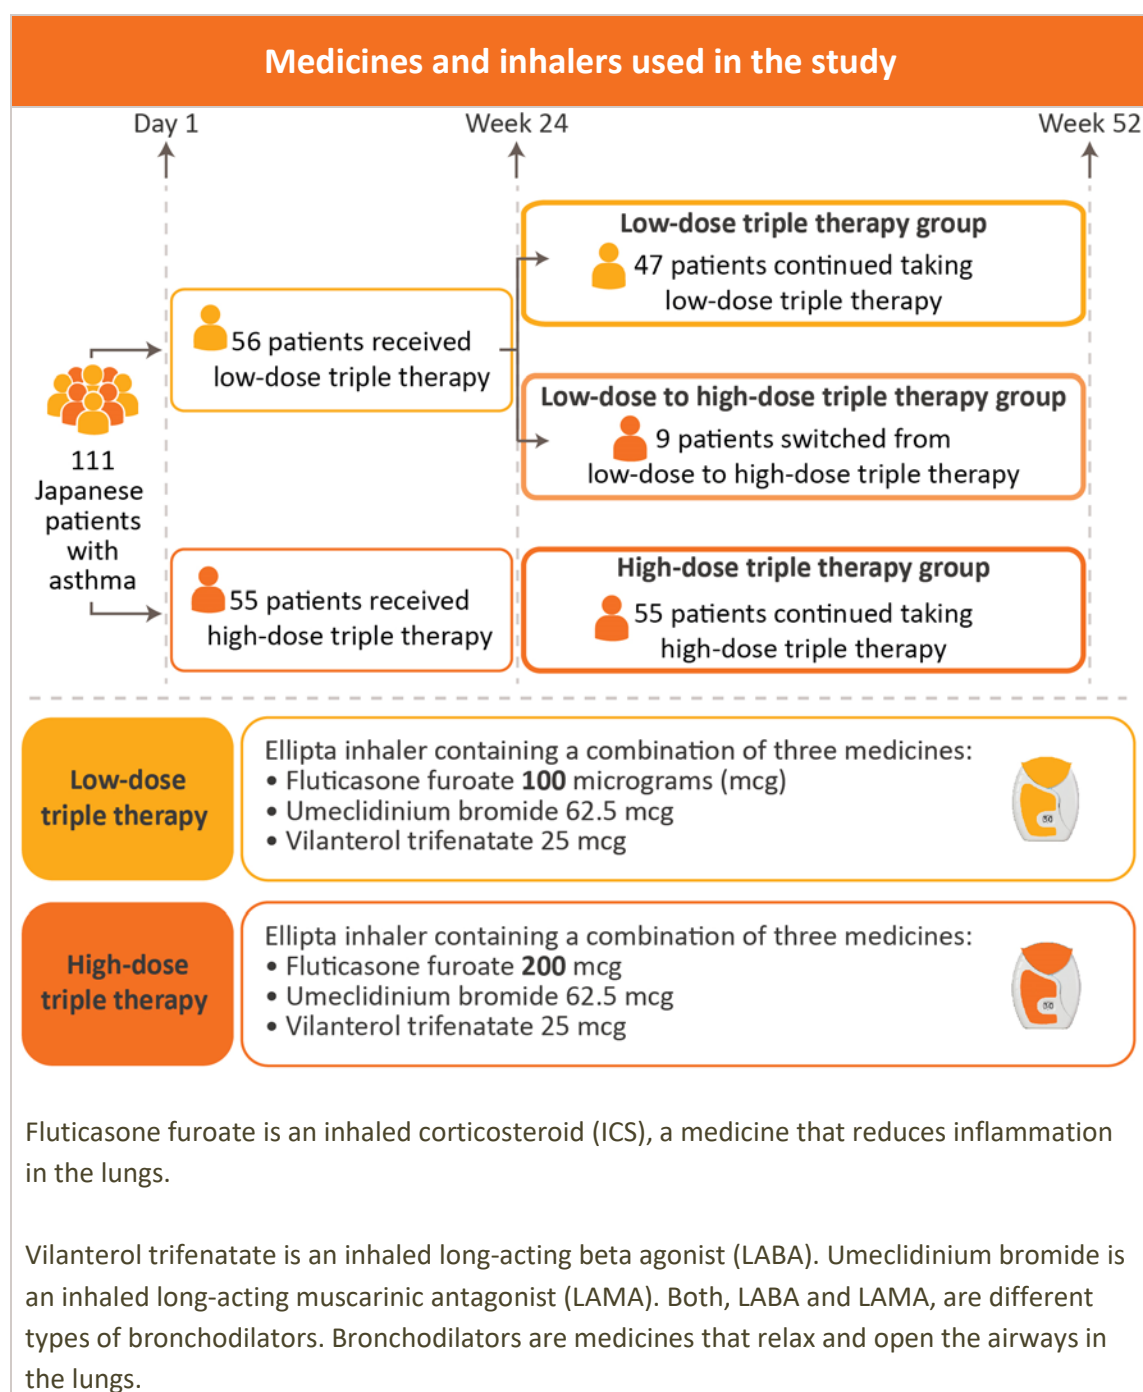 Medicines and inhalers used in the study
Day 1
Week 24
Week 52
111
Japanese
patients
with
asthma
56 patients received
low-dose triple therapy
Low-dose triple therapy group
47 patients continued taking
low-dose triple therapy
Low-dose to high-dose triple therapy group
9 patients switched from
low-dose to high-dose triple therapy
55 patients received
high-dose triple therapy
High-dose triple therapy group
55 patients continued taking
high-dose triple therapy
Low-dose
triple therapy
Ellipta inhaler containing a combination of three medicines:
• Fluticasone furoate 100 micrograms (mcg)
• Umeclidinium bromide 62.5 mcg
• Vilanterol trifenatate 25 mcg
High-dose
triple therapy
Ellipta inhaler containing a combination of three medicines:
• Fluticasone furoate 200 mcg
• Umeclidinium bromide 62.5 mcg
• Vilanterol trifenatate 25 mcg
Fluticasone furoate is an inhaled corticosteroid (ICS), a medicine that reduces inflammation
in the lungs.
Vilanterol trifenatate is an inhaled long-acting beta agonist (LABA). Umeclidinium bromide is
an inhaled long-acting muscarinic antagonist (LAMA). Both, LABA and LAMA, are different
types of bronchodilators. Bronchodilators are medicines that relax and open the airways in
the lungs.